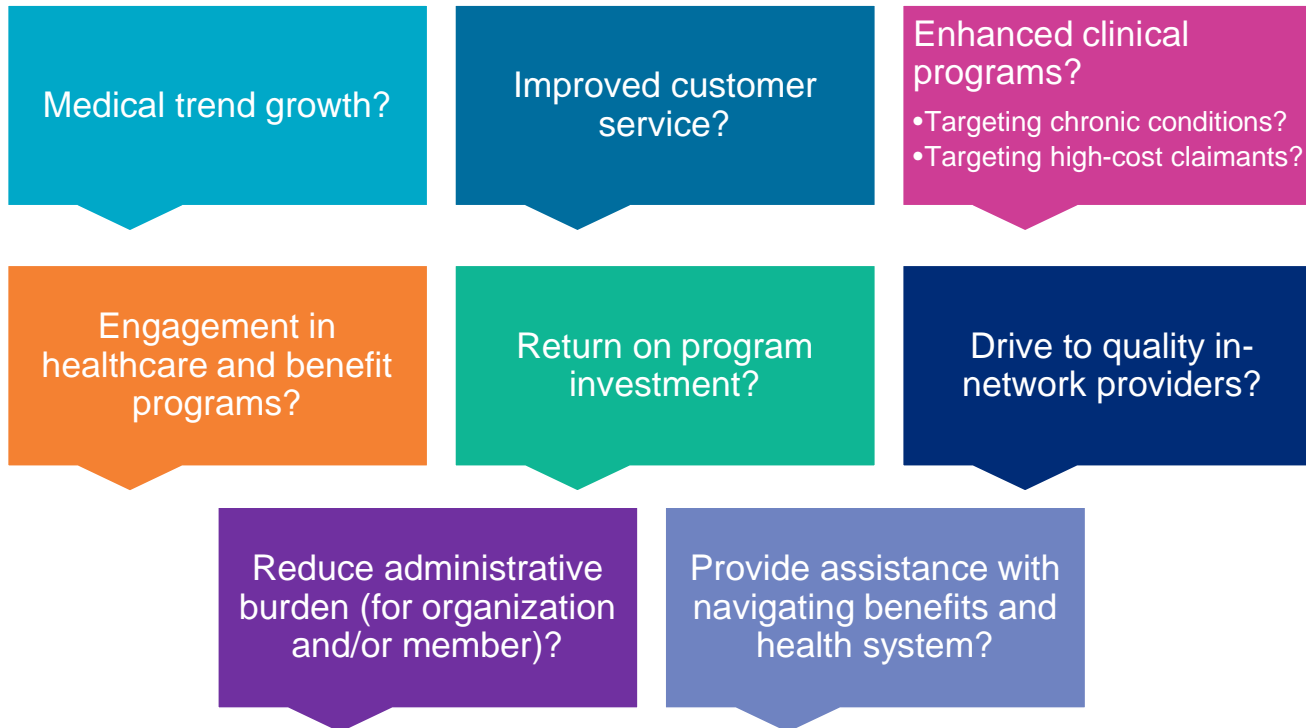 Medical trend growth?
Improved customer
service?
Enhanced clinical
programs?
•Targeting chronic conditions?
•Targeting high-cost claimants?
Engagement in
healthcare and benefit
programs?
Return on program
investment?
Drive to quality in-
network providers?
Reduce administrative
burden (for organization
and/or member)?
Provide assistance with
navigating benefits and
health system?